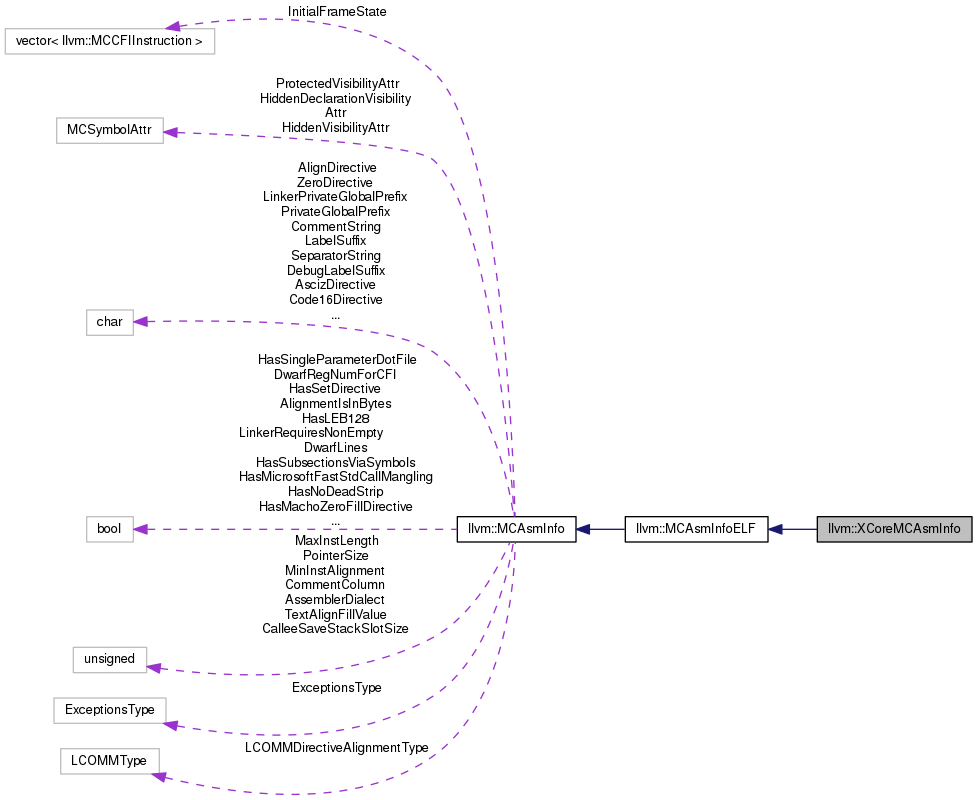 InitialFrameState
vector< llvm::MCCFIInstruction >
ProtectedVisibilityAttr
HiddenDeclarationVisibility
Attr
HiddenVisibilityAttr
MCSymbolAttr
AlignDirective
ZeroDirective
LinkerPrivateGlobalPrefix
PrivateGlobalPrefix
CommentString
LabelSuffix
SeparatorString
DebugLabelSuffix
AscizDirective
Code16Directive
...
char
HasSingleParameterDotFile
DwarfRegNumForCFI
HasSetDirective
AlignmentIsInBytes
HasLEB128
LinkerRequiresNonEmpty
DwarfLines
HasSubsectionsViaSymbols
HasMicrosoftFastStdCallMangling
HasNoDeadStrip
HasMachoZeroFillDirective
...
bool
llvm::MCAsmInfo
llvm::MCAsmInfoELF
llvm::XCoreMCAsmInfo
MaxInstLength
PointerSize
MinInstAlignment
CommentColumn
AssemblerDialect
TextAlignFillValue
CalleeSaveStackSlotSize
unsigned
ExceptionsType
ExceptionsType
LCOMMDirectiveAlignmentType
LCOMMType